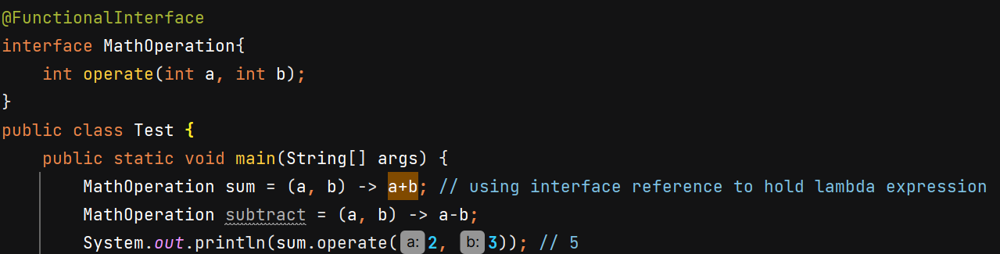 @FunctionalInterface
interface MathOperation{
    int operate(int a, int b);
}
public class Test {
    public static void main(String[] args) {
        MathOperation sum = (a, b) -> a+b; // using interface reference to hold lambda expression
        MathOperation subtract = (a, b) -> a-b;
        System.out.println(sum.operate( a: 2, b: 3)); // 5